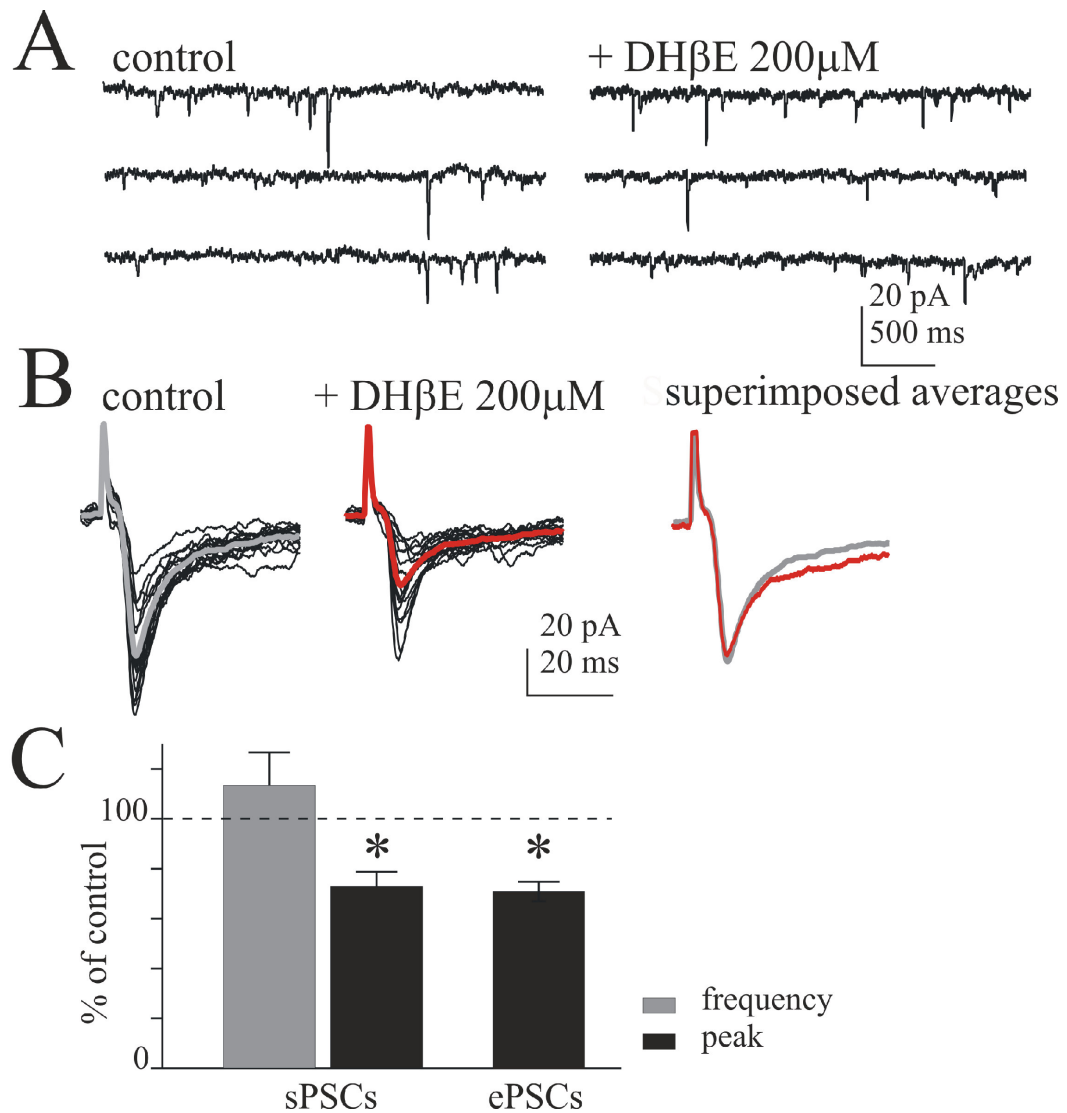 A
control
+ DHβE 200μM
20 pA
500 ms
B
control
+ DHβE 200μM
Ssuperimposed averages
20 pA
20 ms
C
% of control
100
0
*
*
sPSCs
ePSCs
frequency
peak